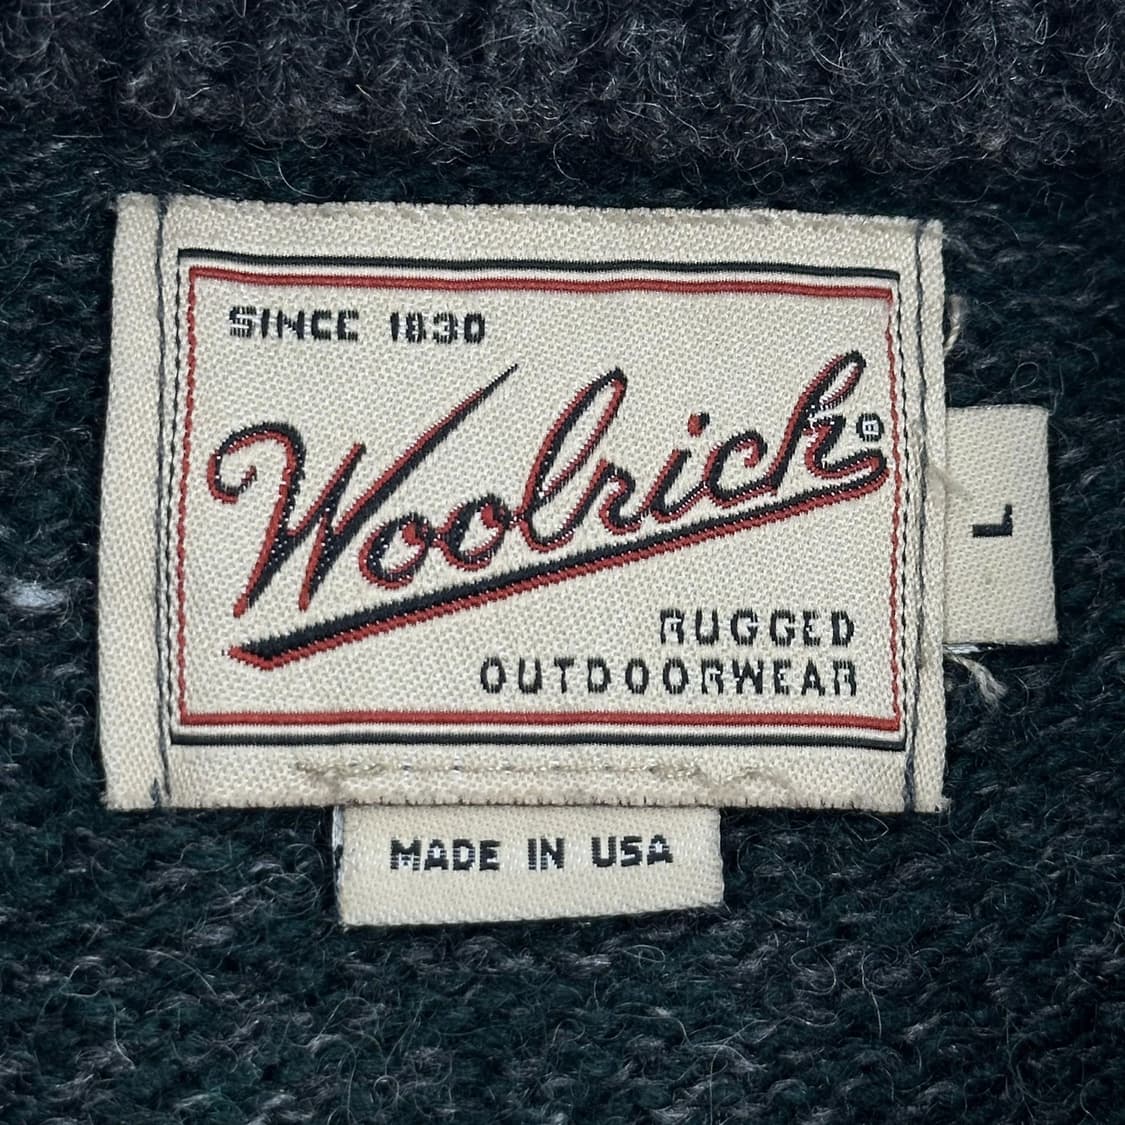 SINCE 1830
Woolrich®
L
RUGGED
OUTDOORWEAR
MADE IN USA